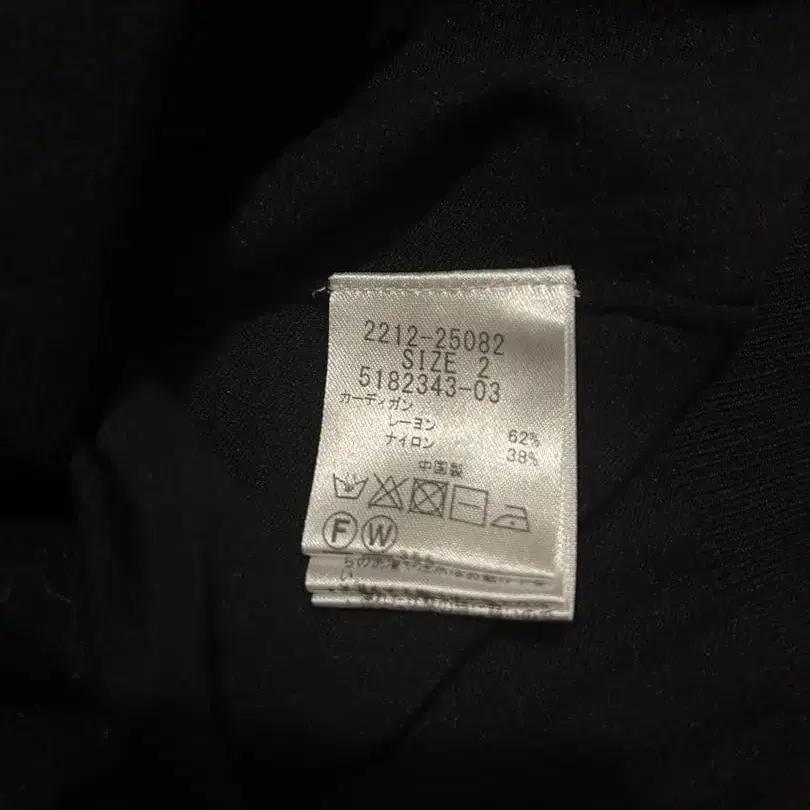 2212-25082
SIZE 2
5182343-03
カーディガン
レーヨン 62%
ナイロン 38%
中国製
F W